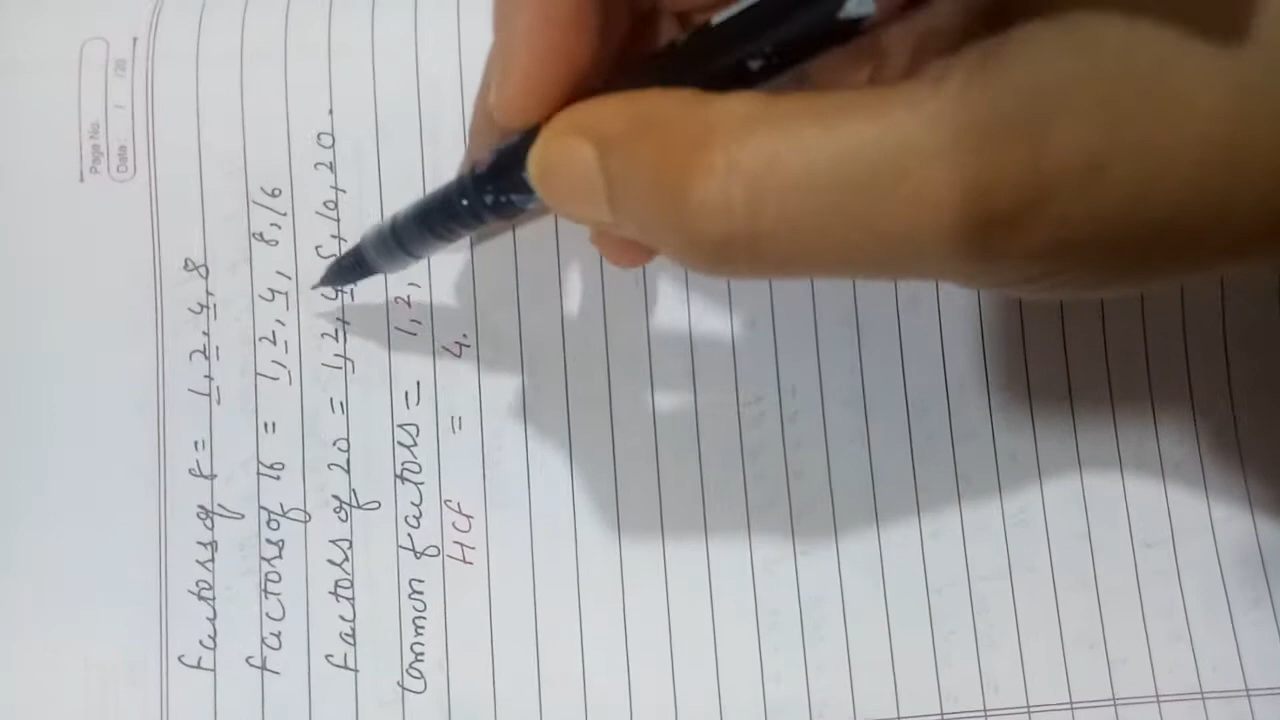 Page No.
Date: / /20
Factors of 8 = 1, 2, 4, 8
Factors of 16 = 1, 2, 4, 8, 16
Factors of 20 = 1, 2, 4, 5, 10, 20.
Common factors = 1, 2,
HCF = 4.